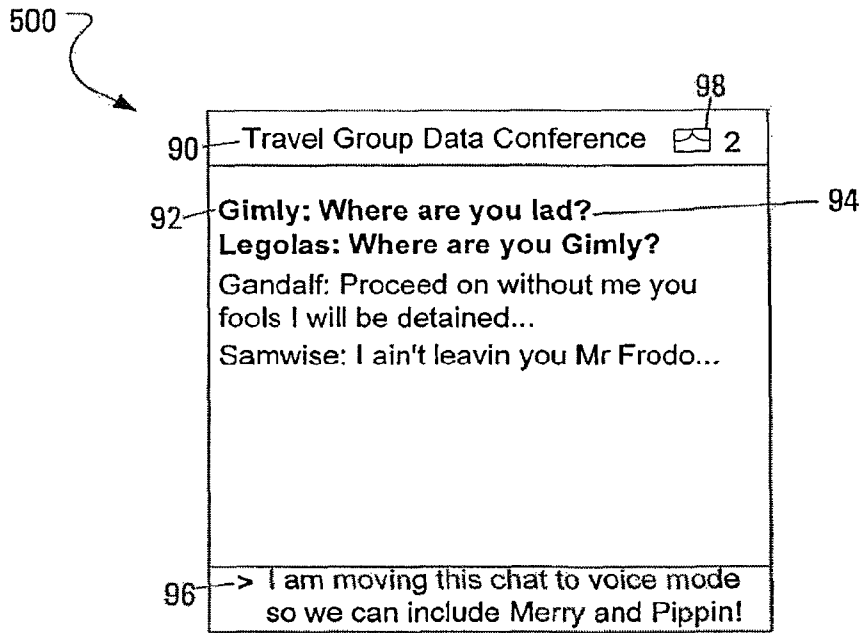 500
98
90 Travel Group Data Conference 2
92 Gimly: Where are you lad? 94
Legolas: Where are you Gimly?
Gandalf: Proceed on without me you
fools I will be detained...
Samwise: I ain't leavin you Mr Frodo...
96 > I am moving this chat to voice mode
so we can include Merry and Pippin!